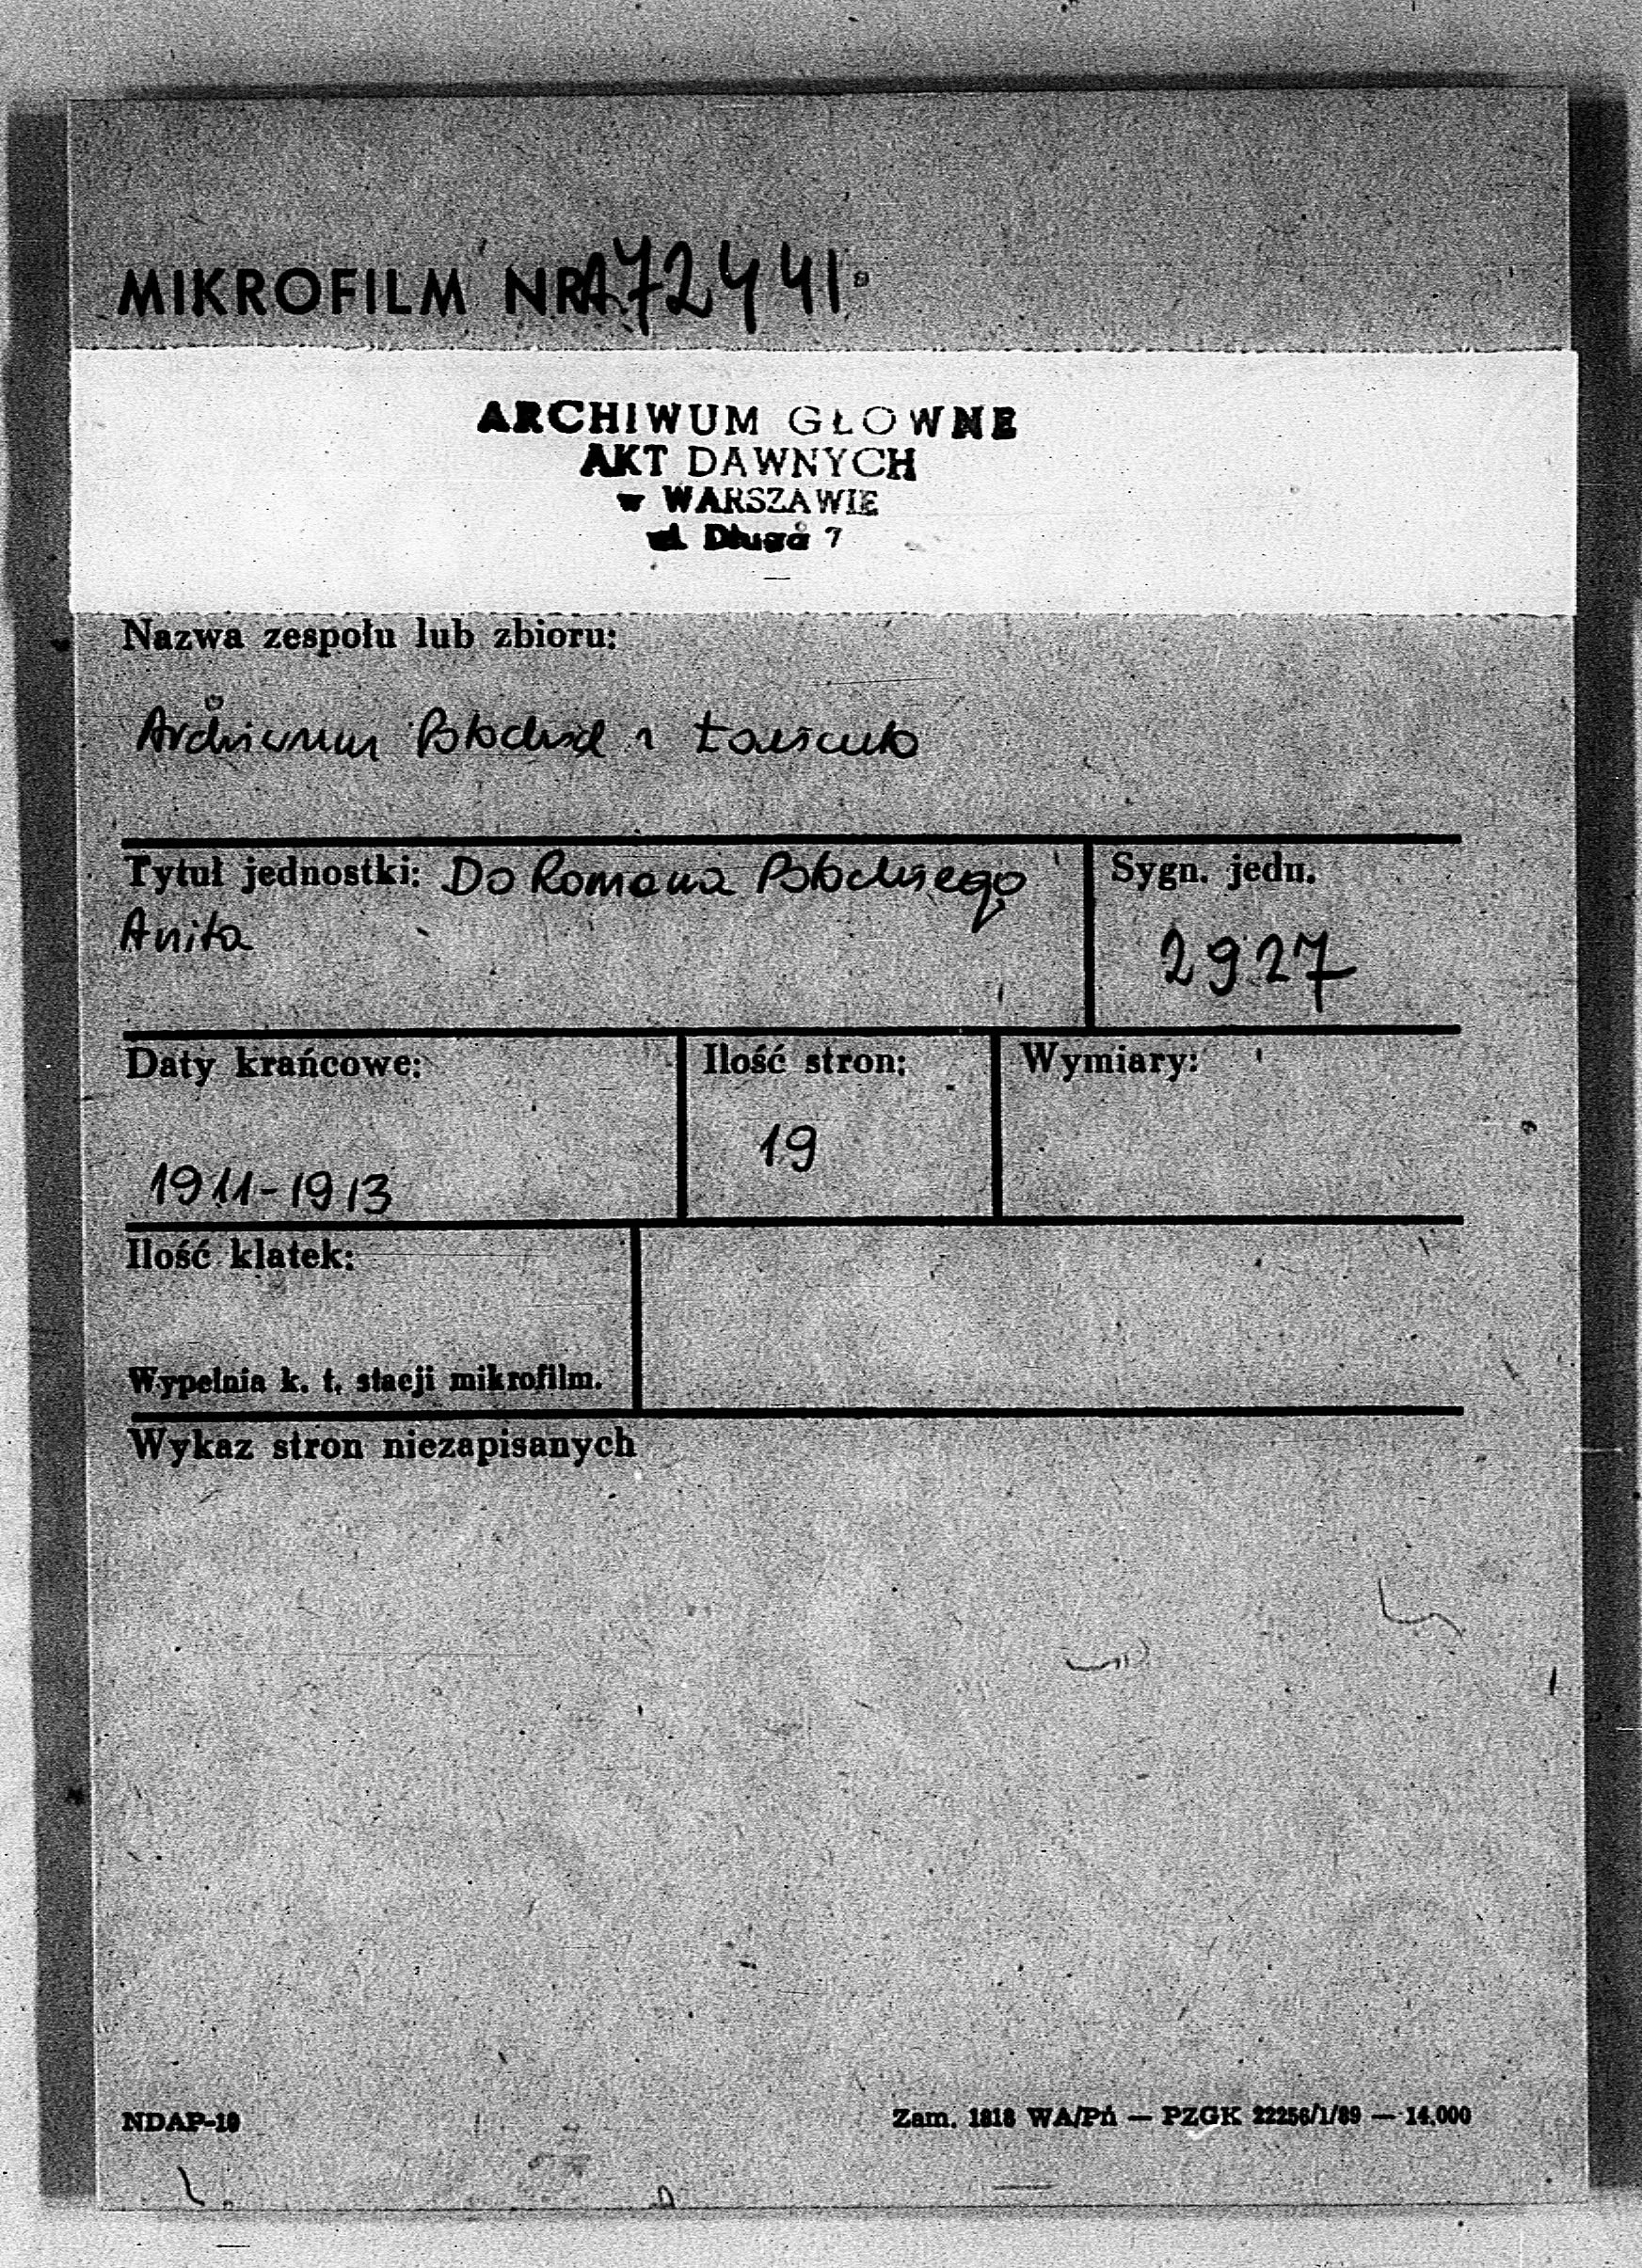 MIKROFILM NR A 72441
ARCHIWUM GŁOWNE
AKT DAWNYCH
w WARSZAWIE
ul. Długa 7
Nazwa zespołu lub zbioru:
Archiwum Potockich z Łańcuta
Tytuł jednostki: Do Romana Potockiego
Anita
Sygn. jedn.
2927
Daty krańcowe:
1911-1913
Ilość stron:
19
Wymiary:
Ilość klatek:
Wypełnia k. t. stacji mikrofilm.
Wykaz stron niezapisanych
NDAP-10
Zam. 1818 WA/Pń — PZGK 22256/1/89 — 14.000